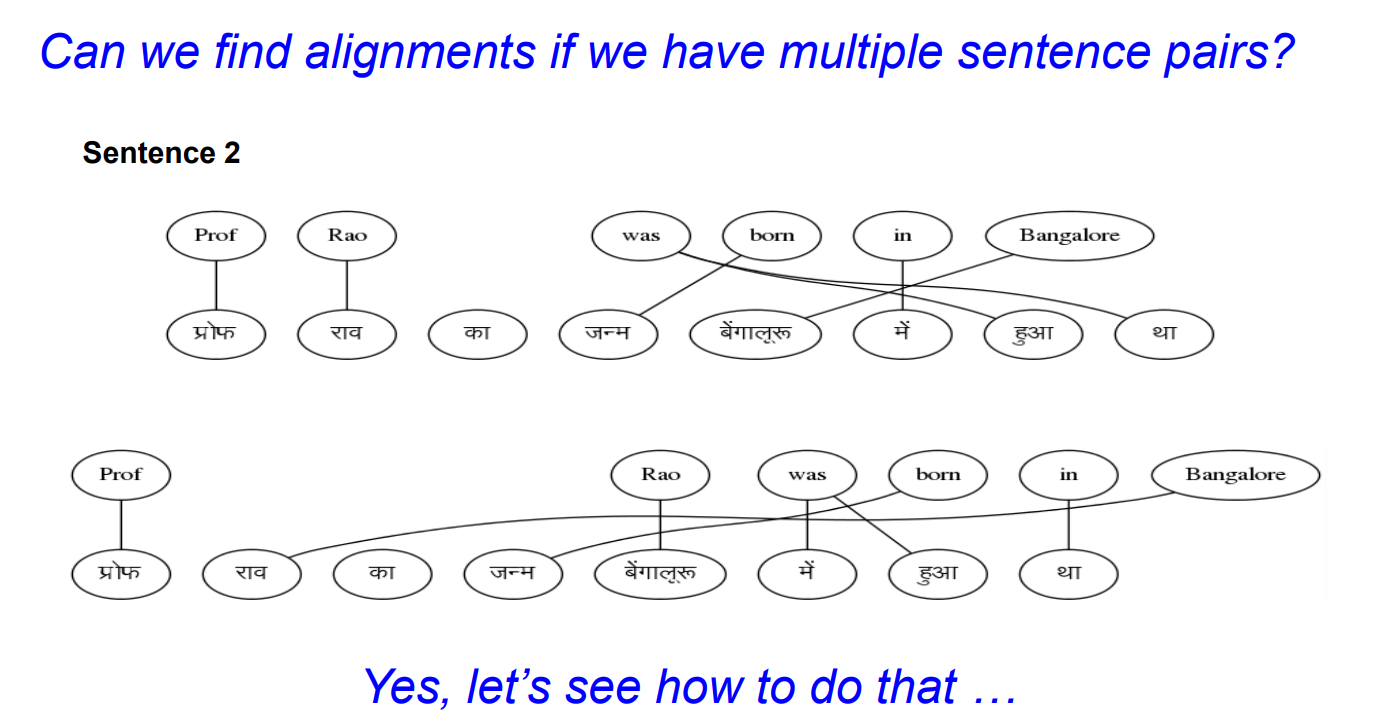 Can we find alignments if we have multiple sentence pairs?
Sentence 2
Prof Rao was born in Bangalore
प्रोफ राव का जन्म बेंगालूरू में हुआ था
Prof Rao was born in Bangalore
प्रोफ राव का जन्म बेंगालूरू में हुआ था
Yes, let’s see how to do that …